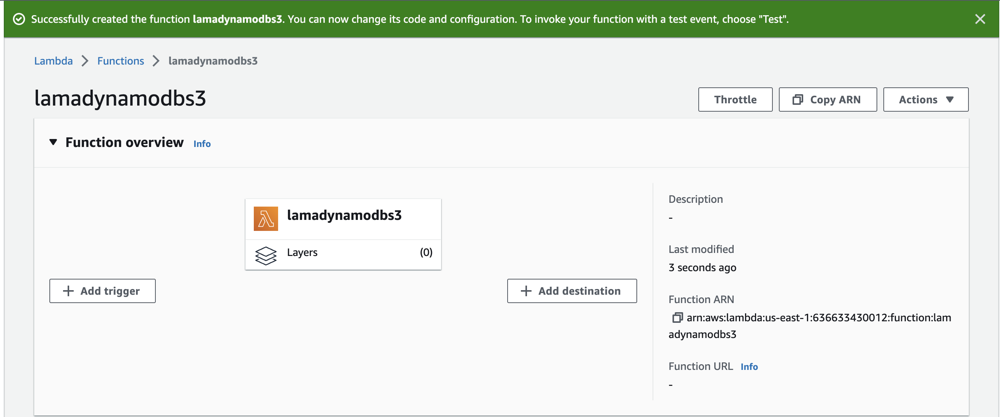 Successfully created the function lamadynamodbs3. You can now change its code and configuration. To invoke your function with a test event, choose "Test".
Lambda > Functions > lamadynamodbs3
lamadynamodbs3
Throttle
Copy ARN
Actions
Function overview Info
lamadynamodbs3
Layers (0)
Add trigger
Add destination
Description
-
Last modified
3 seconds ago
Function ARN
arn:aws:lambda:us-east-1:636633430012:function:lam
adynamodbs3
Function URL Info
-